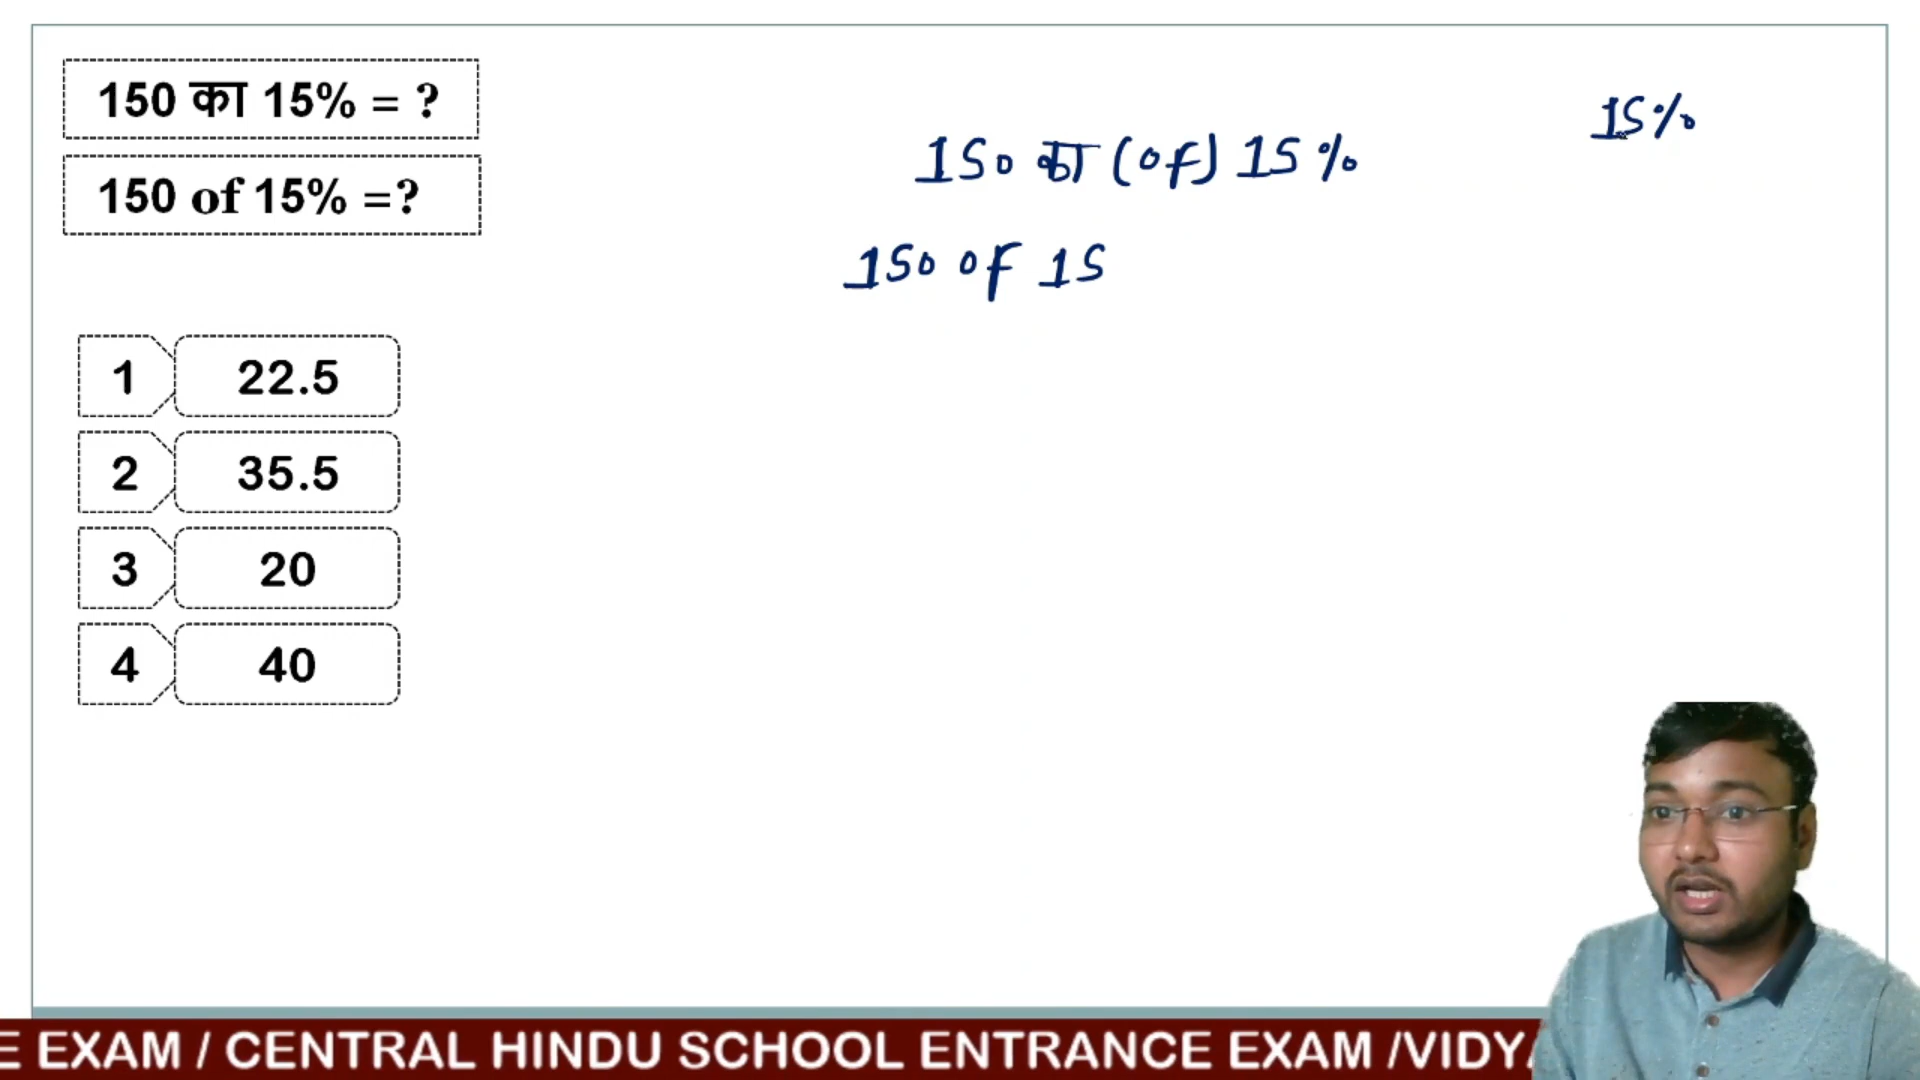 150 का 15% = ?
150 of 15% =?
150 का (of) 15%
15%
150 of 15
1 22.5
2 35.5
3 20
4 40
E EXAM / CENTRAL HINDU SCHOOL ENTRANCE EXAM /VIDYA